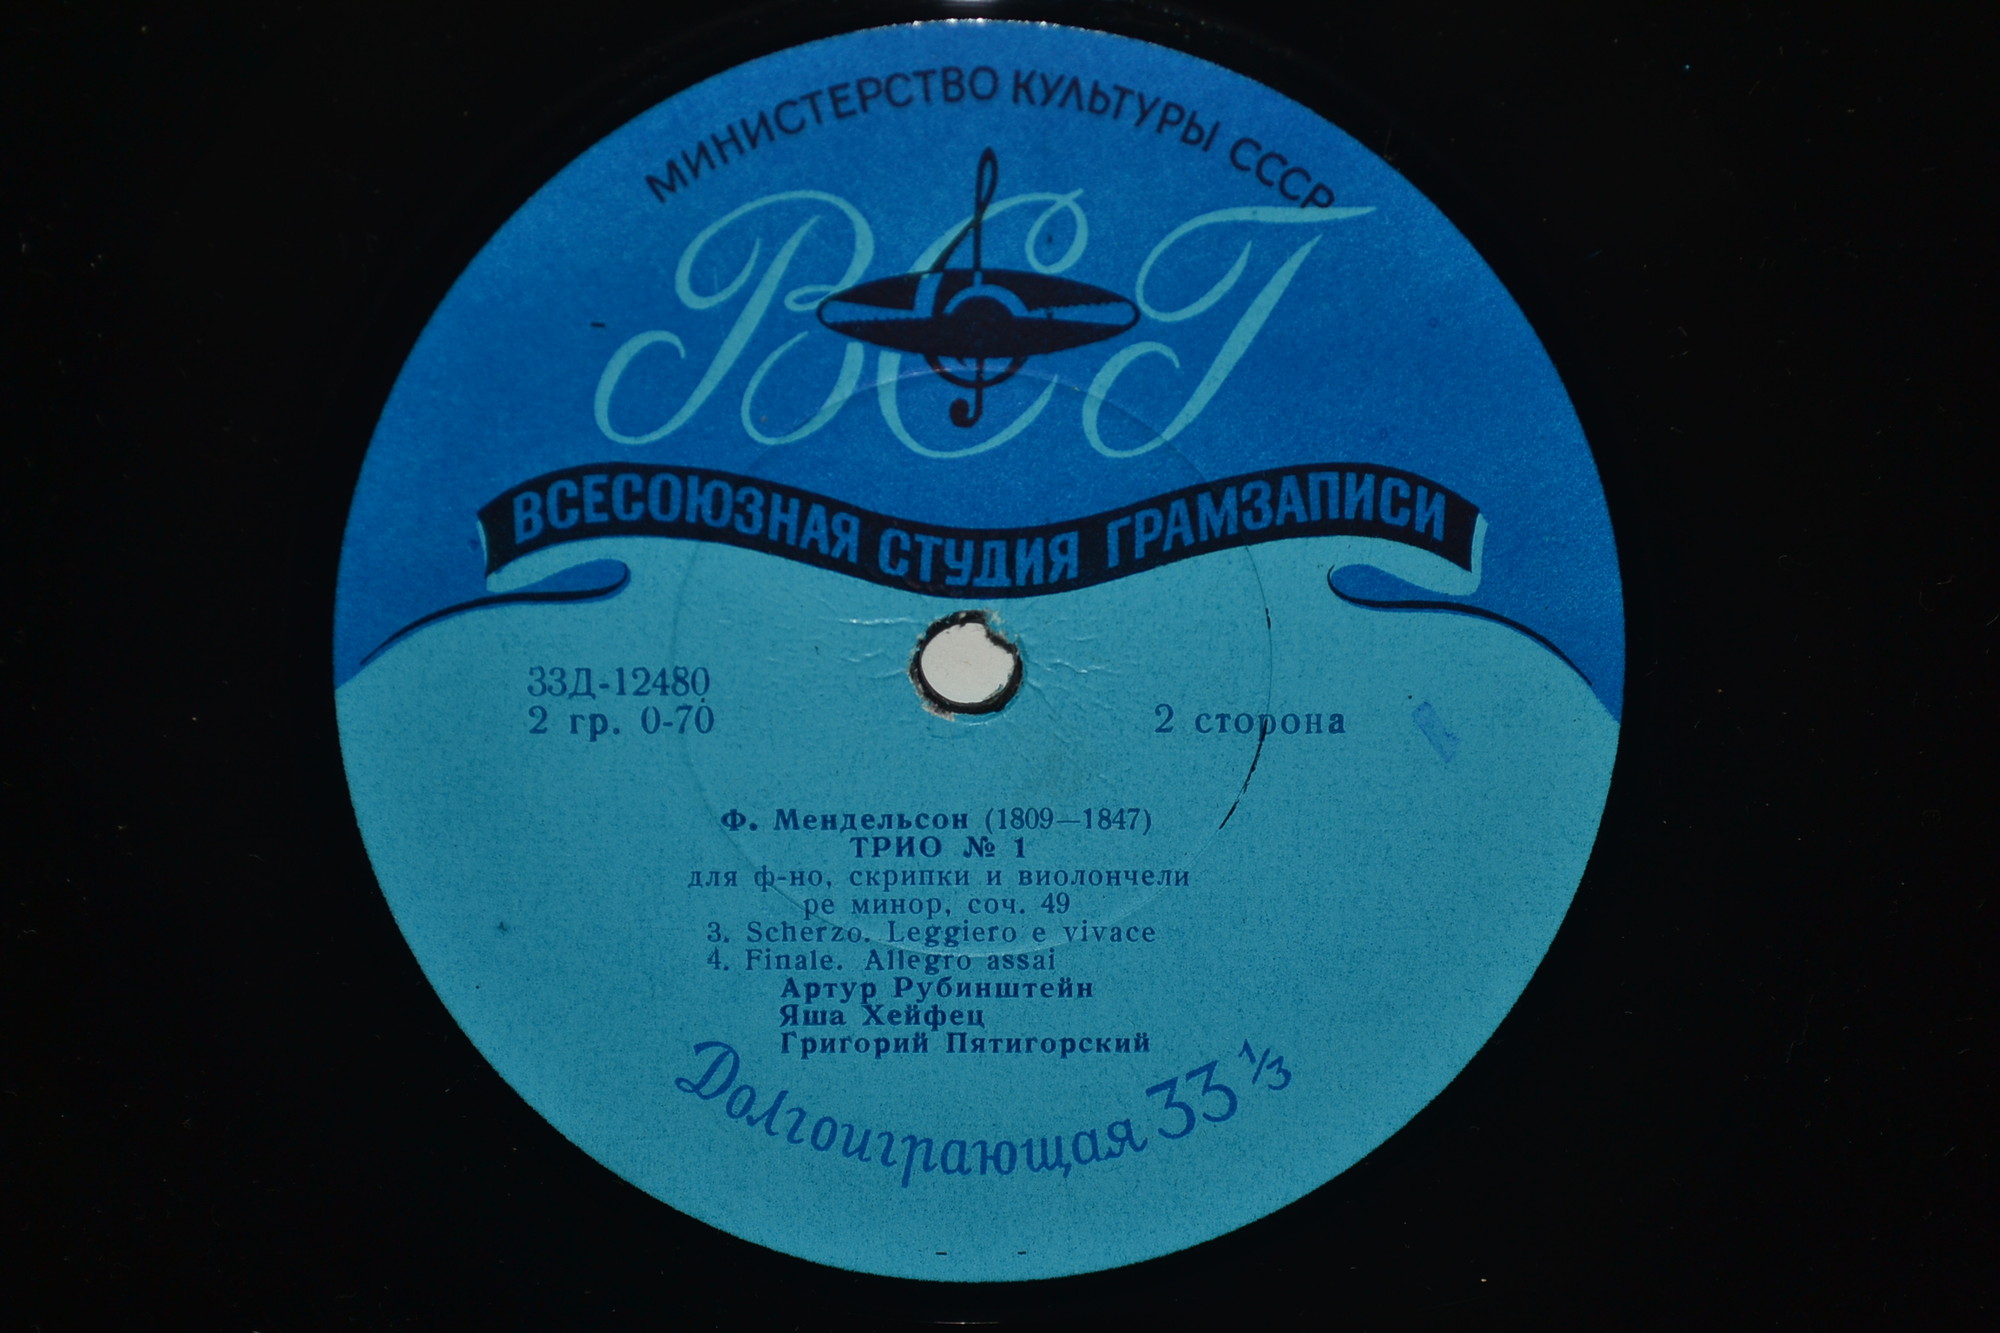 МИНИСТЕРСТВО КУЛЬТУРЫ СССР
ВСГ
ВСЕСОЮЗНАЯ СТУДИЯ ГРАМЗАПИСИ
33Д-12480
2 гр. 0-70
2 сторона
Ф. Мендельсон (1809—1847)
ТРИО № 1
для ф-но, скрипки и виолончели
ре минор, соч. 49
3. Scherzo. Leggiero e vivace
4. Finale. Allegro assai
Артур Рубинштейн
Яша Хейфец
Григорий Пятигорский
Долгоиграющая 33 1/3